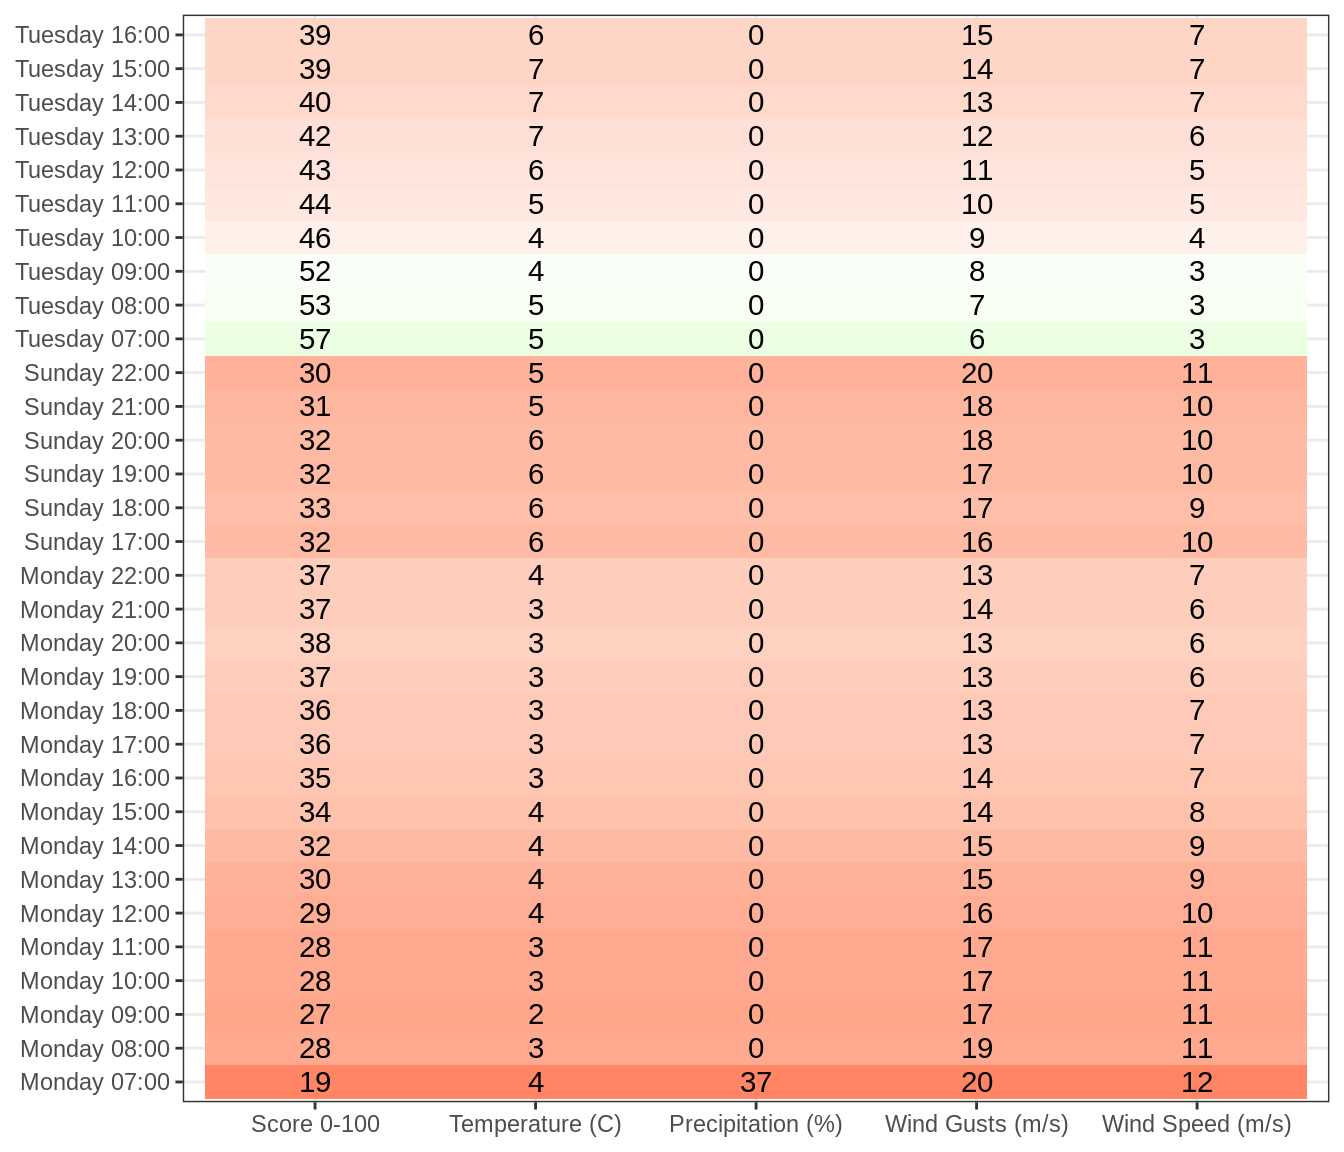 Tuesday 16:00 39 6 0 15 7
Tuesday 15:00 39 7 0 14 7
Tuesday 14:00 40 7 0 13 7
Tuesday 13:00 42 7 0 12 6
Tuesday 12:00 43 6 0 11 5
Tuesday 11:00 44 5 0 10 5
Tuesday 10:00 46 4 0 9 4
Tuesday 09:00 52 4 0 8 3
Tuesday 08:00 53 5 0 7 3
Tuesday 07:00 57 5 0 6 3
Sunday 22:00 30 5 0 20 11
Sunday 21:00 31 5 0 18 10
Sunday 20:00 32 6 0 18 10
Sunday 19:00 32 6 0 17 10
Sunday 18:00 33 6 0 17 9
Sunday 17:00 32 6 0 16 10
Monday 22:00 37 4 0 13 7
Monday 21:00 37 3 0 14 6
Monday 20:00 38 3 0 13 6
Monday 19:00 37 3 0 13 6
Monday 18:00 36 3 0 13 7
Monday 17:00 36 3 0 13 7
Monday 16:00 35 3 0 14 7
Monday 15:00 34 4 0 14 8
Monday 14:00 32 4 0 15 9
Monday 13:00 30 4 0 15 9
Monday 12:00 29 4 0 16 10
Monday 11:00 28 3 0 17 11
Monday 10:00 28 3 0 17 11
Monday 09:00 27 2 0 17 11
Monday 08:00 28 3 0 19 11
Monday 07:00 19 4 37 20 12
Score 0-100 Temperature (C) Precipitation (%) Wind Gusts (m/s) Wind Speed (m/s)